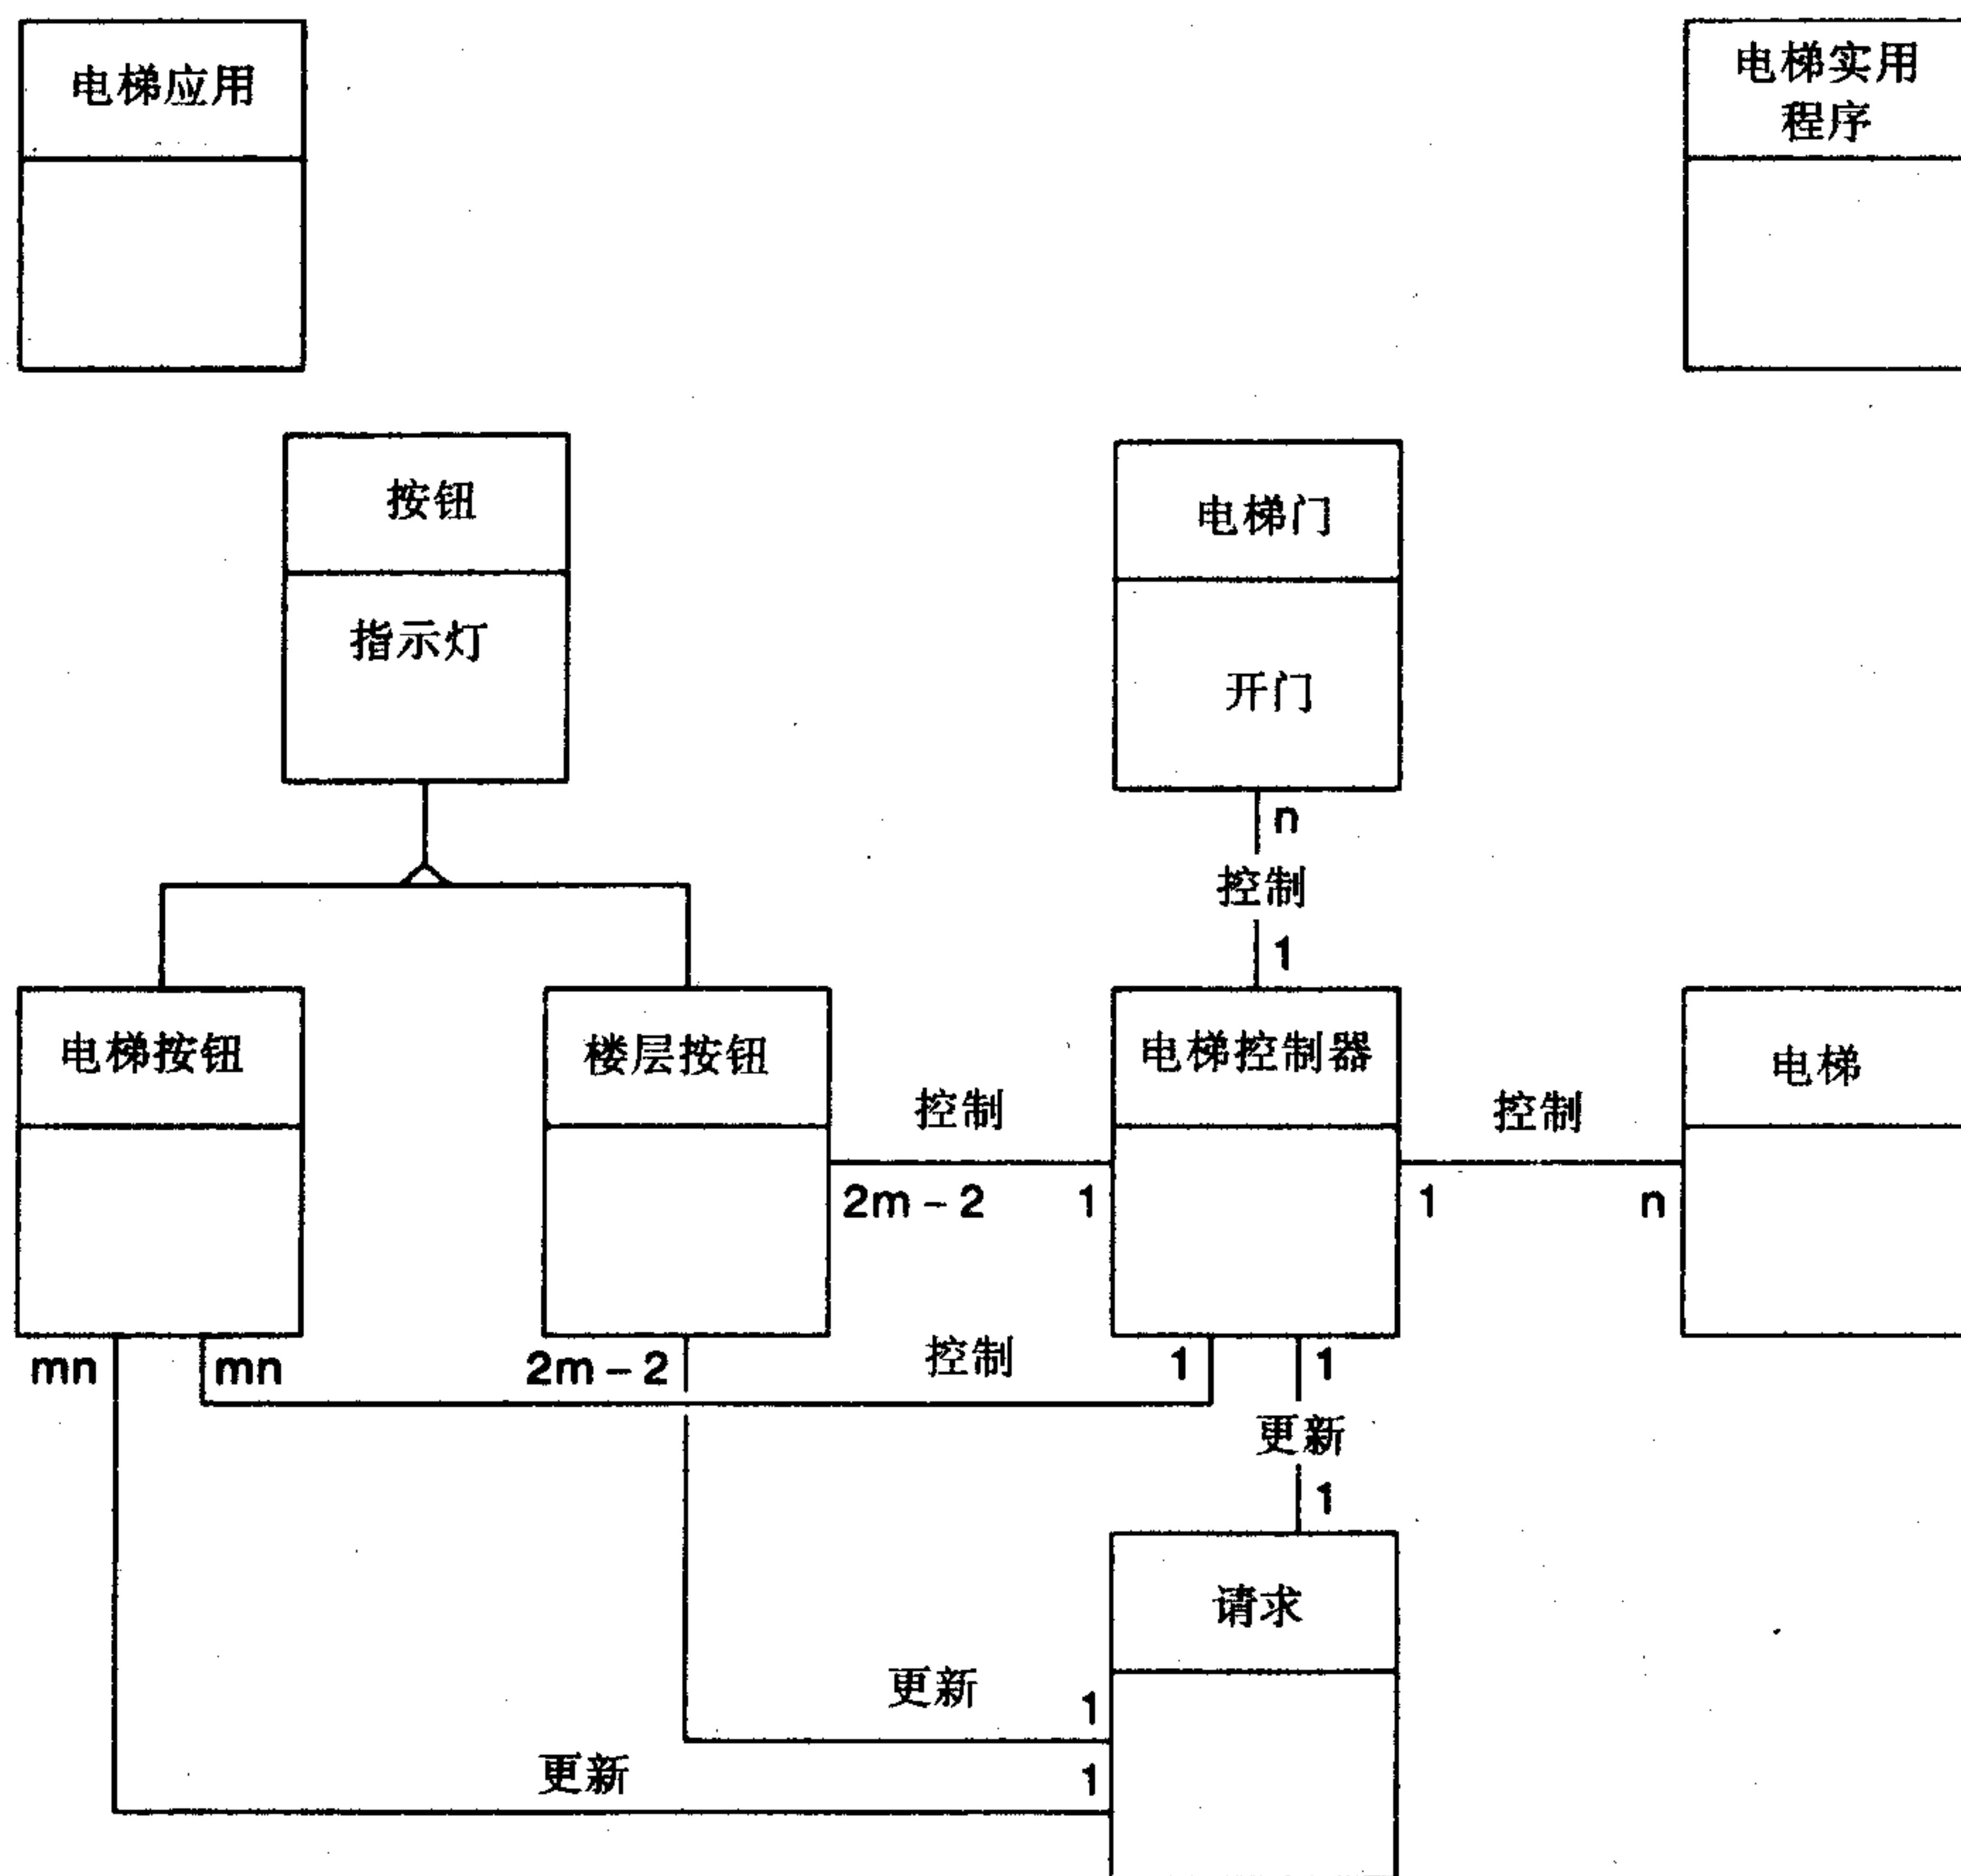 电梯应用
电梯实用
程序
按钮
指示灯
电梯门
开门
n
控制
1
电梯按钮
楼层按钮
电梯控制器
电梯
控制
2m – 2
1
控制
1
n
mn
mn
2m – 2
控制
1
1
更新
1
请求
更新
1
更新
1